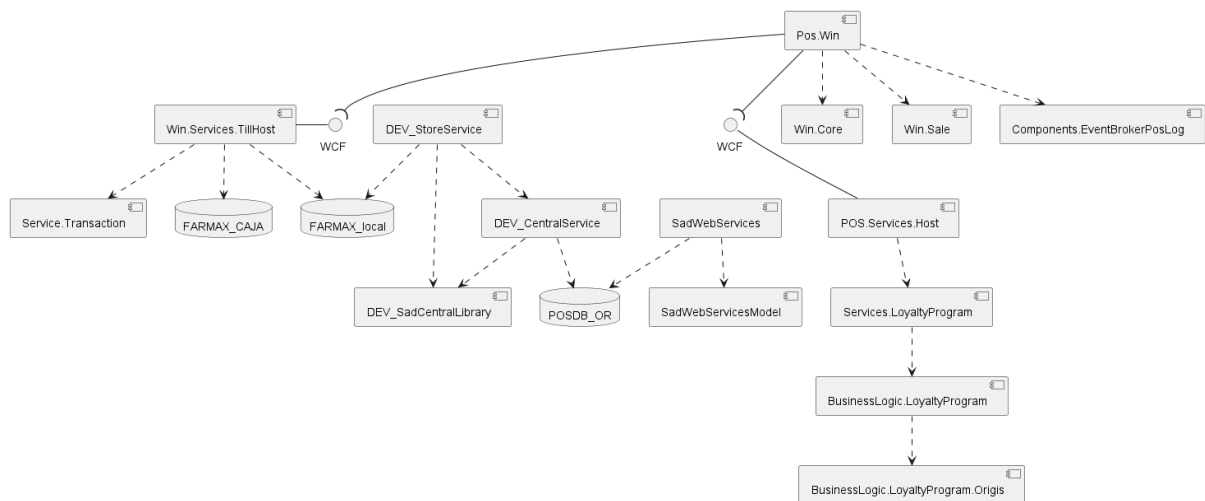 Pos.Win
Win.Services.TillHost
WCF
DEV_StoreService
WCF
Win.Core
Win.Sale
Components.EventBrokerPosLog
Service.Transaction
FARMAX_CAJA
FARMAX_local
DEV_CentralService
SadWebServices
POS.Services.Host
DEV_SadCentralLibrary
POSDB_OR
SadWebServicesModel
Services.LoyaltyProgram
BusinessLogic.LoyaltyProgram
BusinessLogic.LoyaltyProgram.Origis